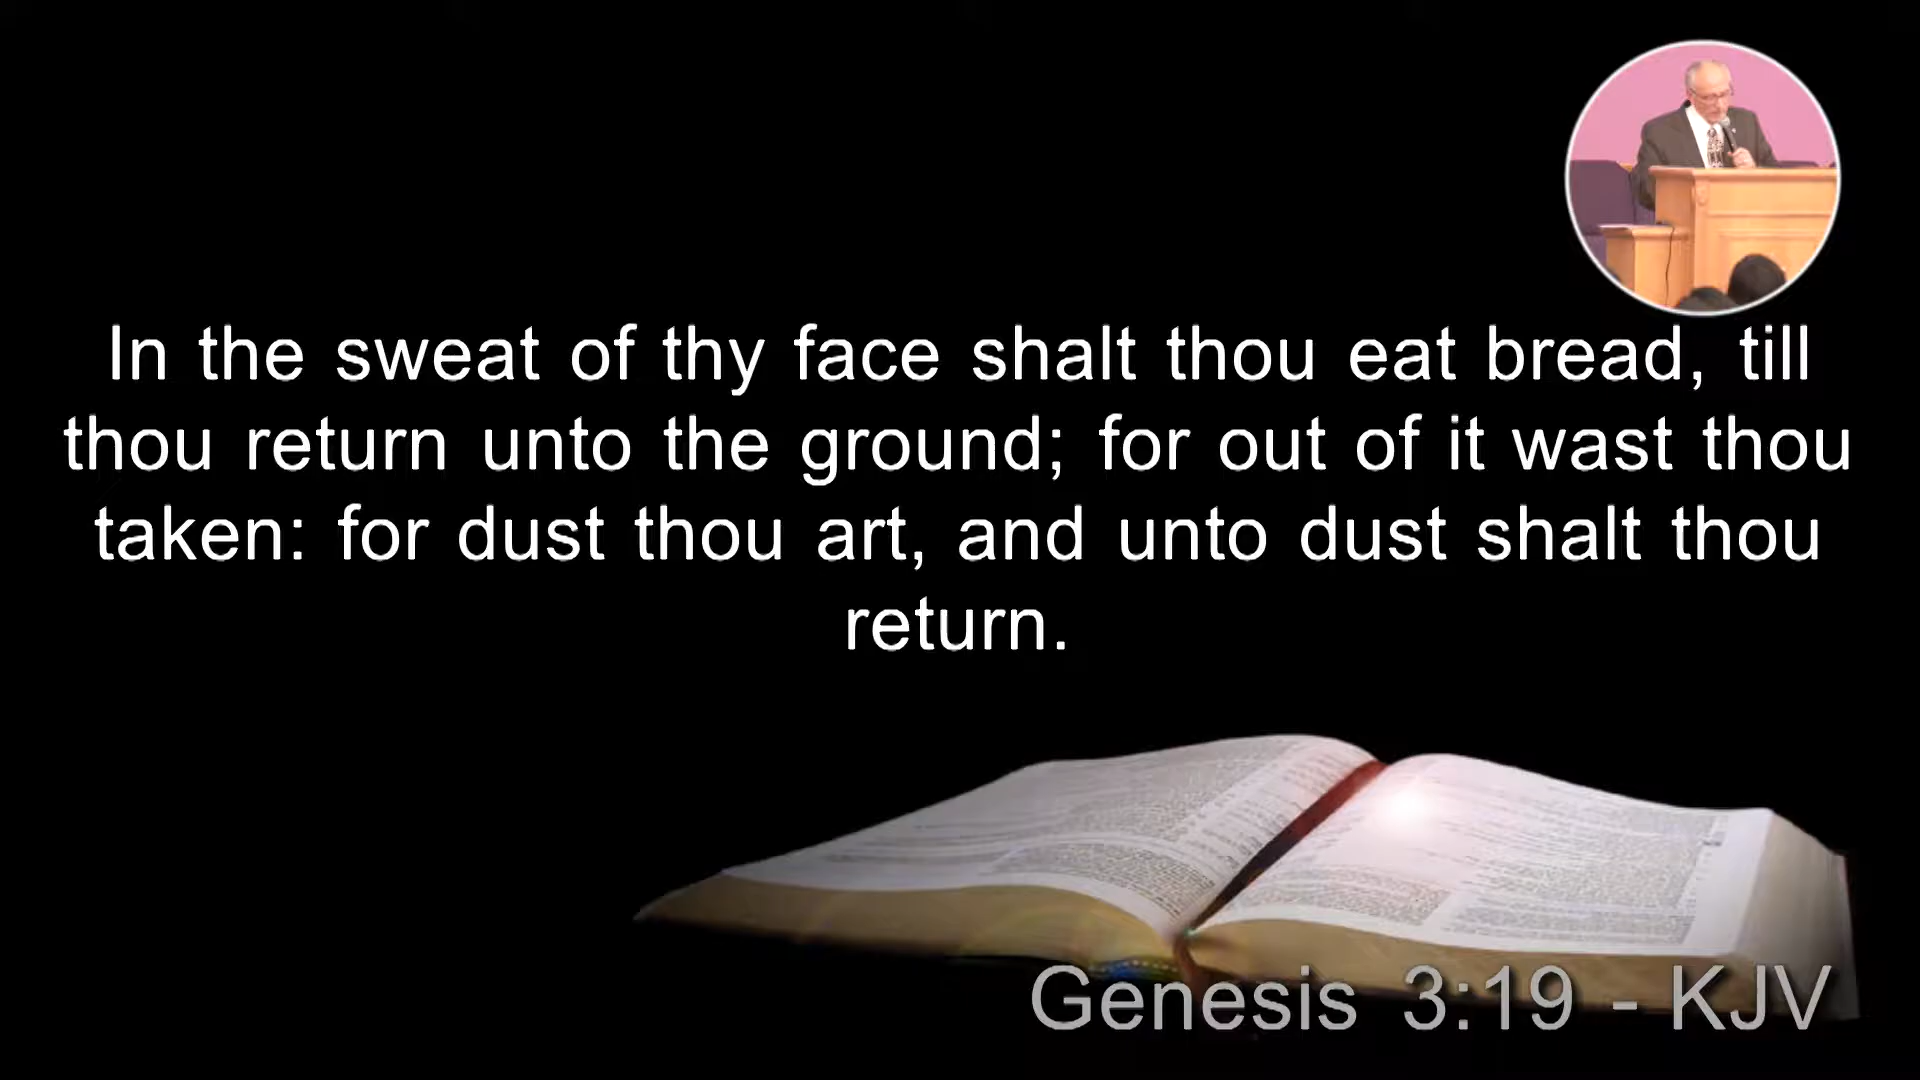 In the sweat of thy face shalt thou eat bread, till
thou return unto the ground; for out of it wast thou
taken: for dust thou art, and unto dust shalt thou
return.
Genesis 3:19 - KJV